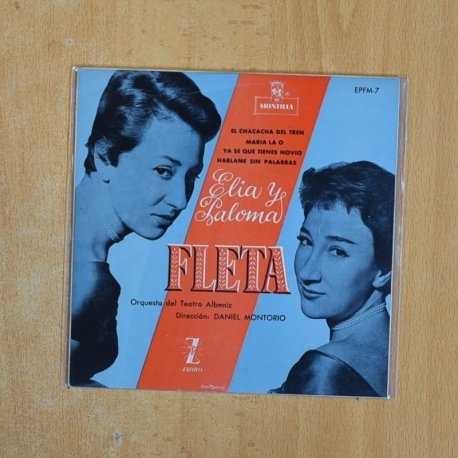 MONTILLA
EPFM-7
EL CHACACHA DEL TREN
MARIA LA O
YA SE QUE TIENES NOVIO
HABLAME SIN PALABRAS
Elia y
Paloma
FLETA
Orquesta del Teatro Albeniz
Dirección: DANIEL MONTORIO
Z
ZAFIRO